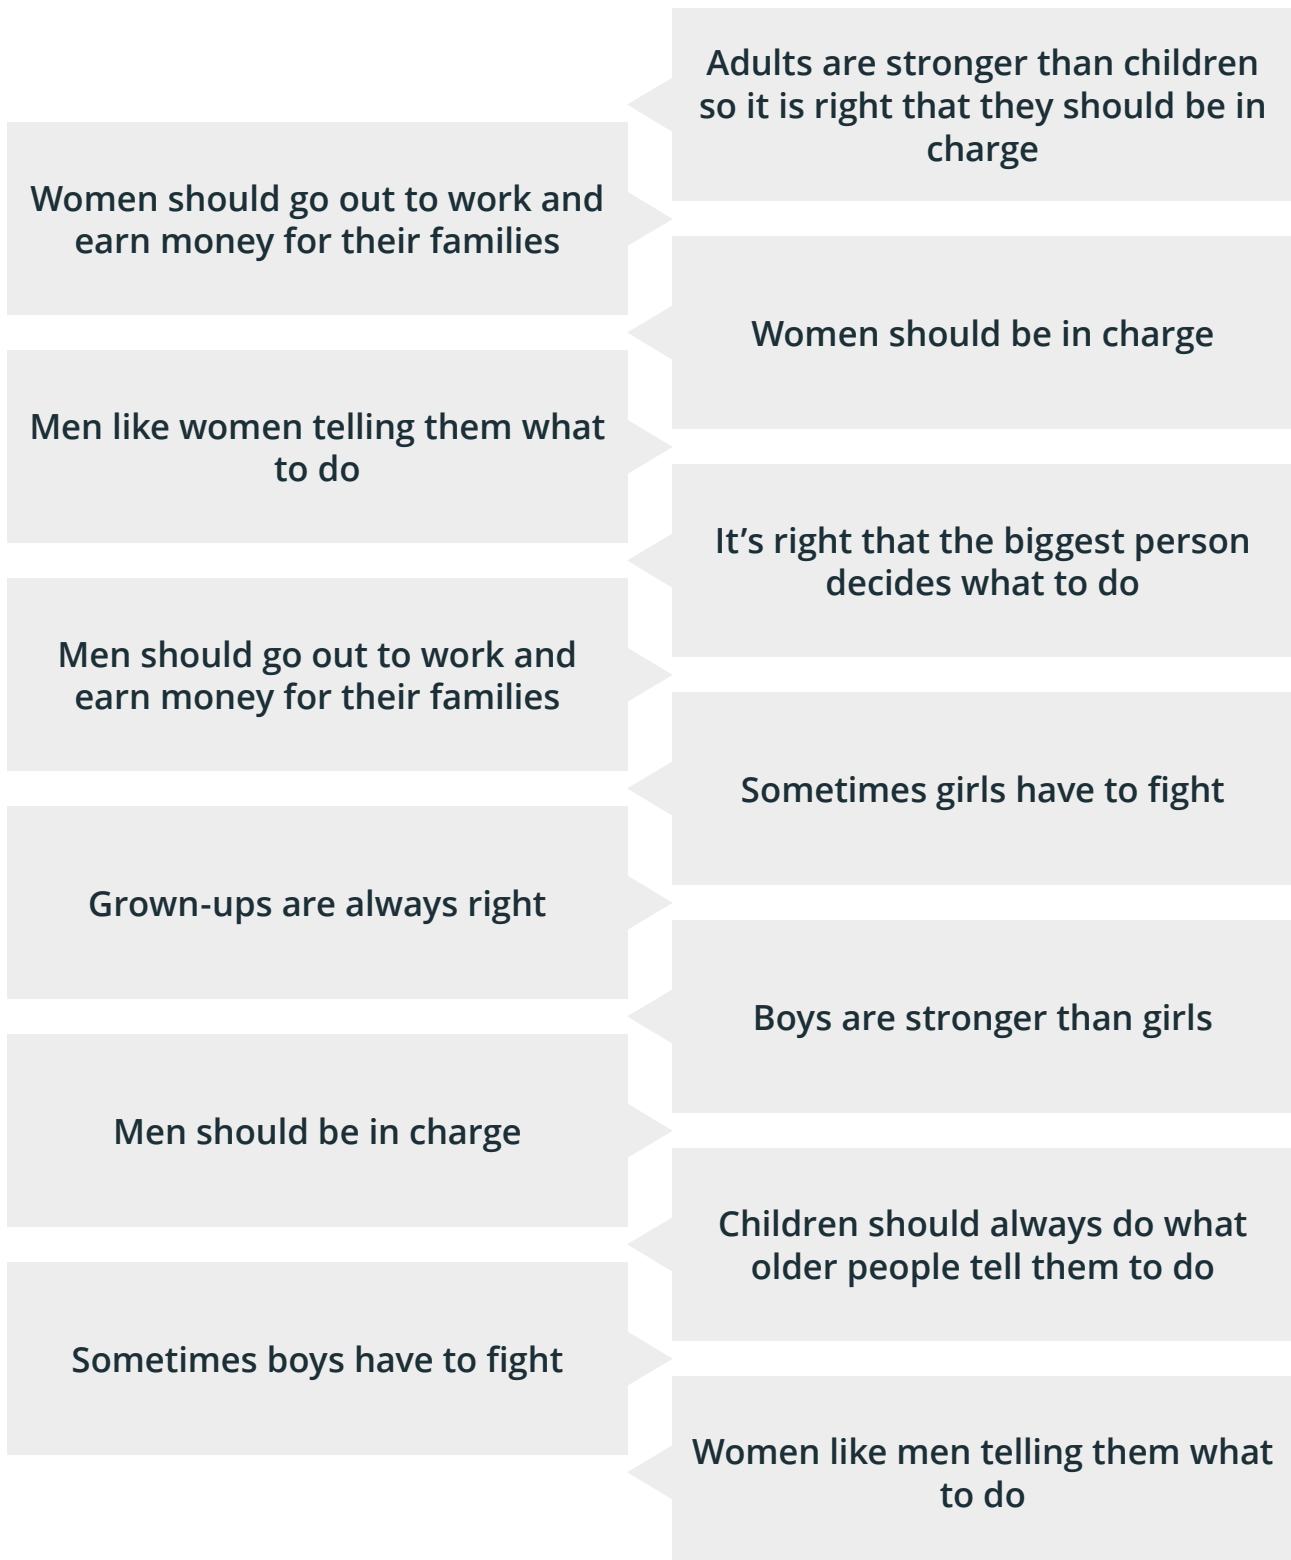 Adults are stronger than children
so it is right that they should be in
charge
Women should go out to work and
earn money for their families
Women should be in charge
Men like women telling them what
to do
It’s right that the biggest person
decides what to do
Men should go out to work and
earn money for their families
Sometimes girls have to fight
Grown-ups are always right
Boys are stronger than girls
Men should be in charge
Children should always do what
older people tell them to do
Sometimes boys have to fight
Women like men telling them what
to do